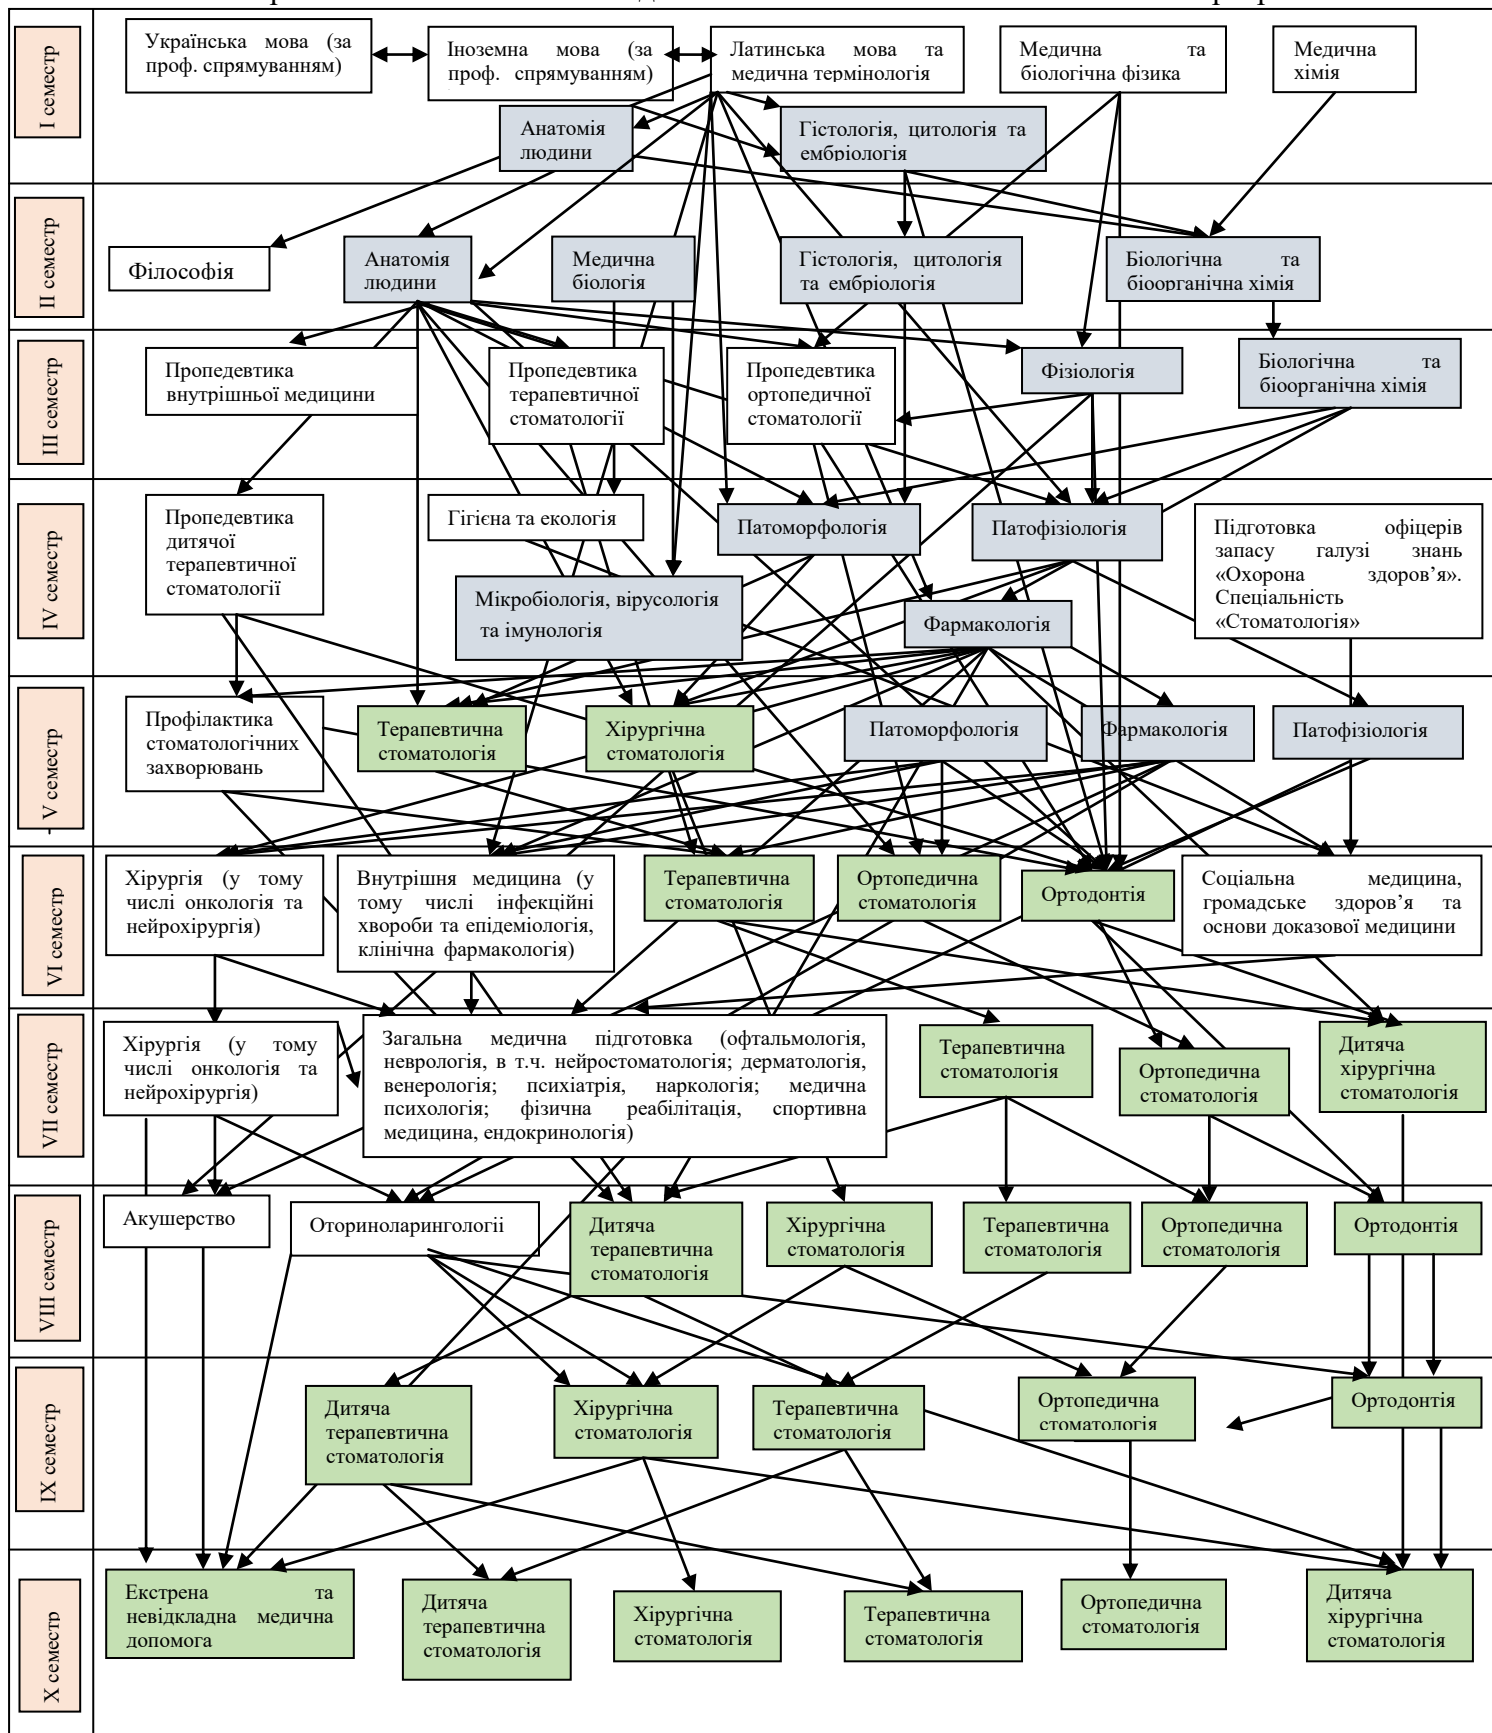 I семестр
Українська мова (за
проф. спрямуванням)
Іноземна мова (за
проф. спрямуванням)
Латинська мова та
медична термінологія
Медична та
біологічна фізика
Медична
хімія
Анатомія
людини
Гістологія, цитологія та
ембріологія
II семестр
Філософія
Анатомія
людини
Медична
біологія
Гістологія, цитологія
та ембріологія
Біологічна та
біоорганічна хімія
III семестр
Пропедевтика
внутрішньої медицини
Пропедевтика
терапевтичної
стоматології
Пропедевтика
ортопедичної
стоматології
Фізіологія
Біологічна та
біоорганічна хімія
IV семестр
Пропедевтика
дитячої
терапевтичної
стоматології
Гігієна та екологія
Мікробіологія, вірусологія
та імунологія
Патоморфологія
Патофізіологія
Фармакологія
Підготовка офіцерів
запасу галузі знань
«Охорона здоров’я».
Спеціальність
«Стоматологія»
V семестр
Профілактика
стоматологічних
захворювань
Терапевтична
стоматологія
Хірургічна
стоматологія
Патоморфологія
Фармакологія
Патофізіологія
VI семестр
Хірургія (у тому
числі онкологія та
нейрохірургія)
Внутрішня медицина (у
тому числі інфекційні
хвороби та епідеміологія,
клінічна фармакологія)
Терапевтична
стоматологія
Ортопедична
стоматологія
Ортодонтія
Соціальна медицина,
громадське здоров’я та
основи доказової медицини
VII семестр
Хірургія (у тому
числі онкологія та
нейрохірургія)
Загальна медична підготовка (офтальмологія,
неврологія, в т.ч. нейростоматологія; дерматологія,
венерологія; психіатрія, наркологія; медична
психологія; фізична реабілітація, спортивна
медицина, ендокринологія)
Терапевтична
стоматологія
Ортопедична
стоматологія
Дитяча
хірургічна
стоматологія
VIII семестр
Акушерство
Оториноларингологіі
Дитяча
терапевтична
стоматологія
Хірургічна
стоматологія
Терапевтична
стоматологія
Ортопедична
стоматологія
Ортодонтія
IX семестр
Дитяча
терапевтична
стоматологія
Хірургічна
стоматологія
Терапевтична
стоматологія
Ортопедична
стоматологія
Ортодонтія
X семестр
Екстрена та
невідкладна медична
допомога
Дитяча
терапевтична
стоматологія
Хірургічна
стоматологія
Терапевтична
стоматологія
Ортопедична
стоматологія
Дитяча
хірургічна
стоматологія